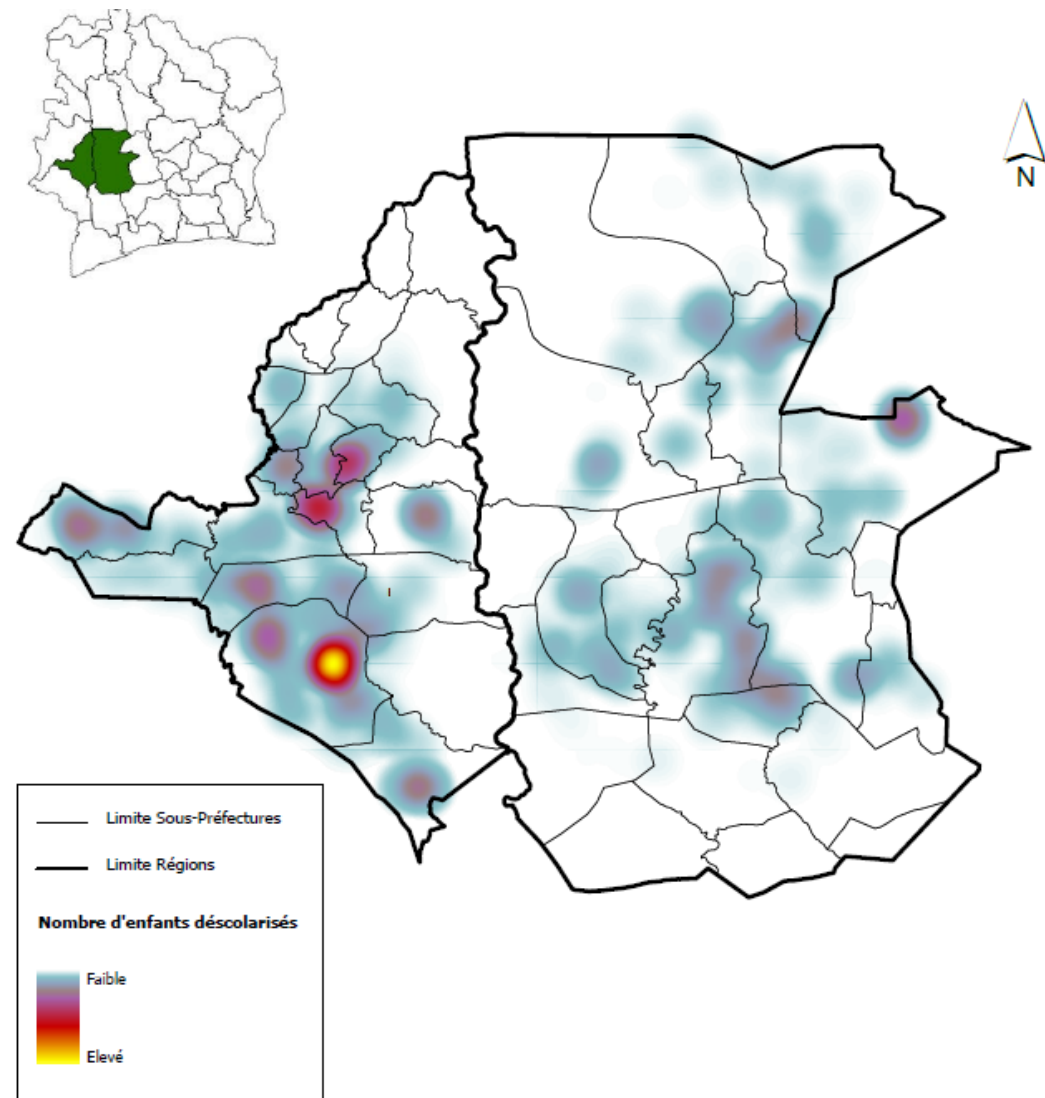 N
Limite Sous-Préfectures
Limite Régions
Nombre d'enfants déscolarisés
Faible
Elevé